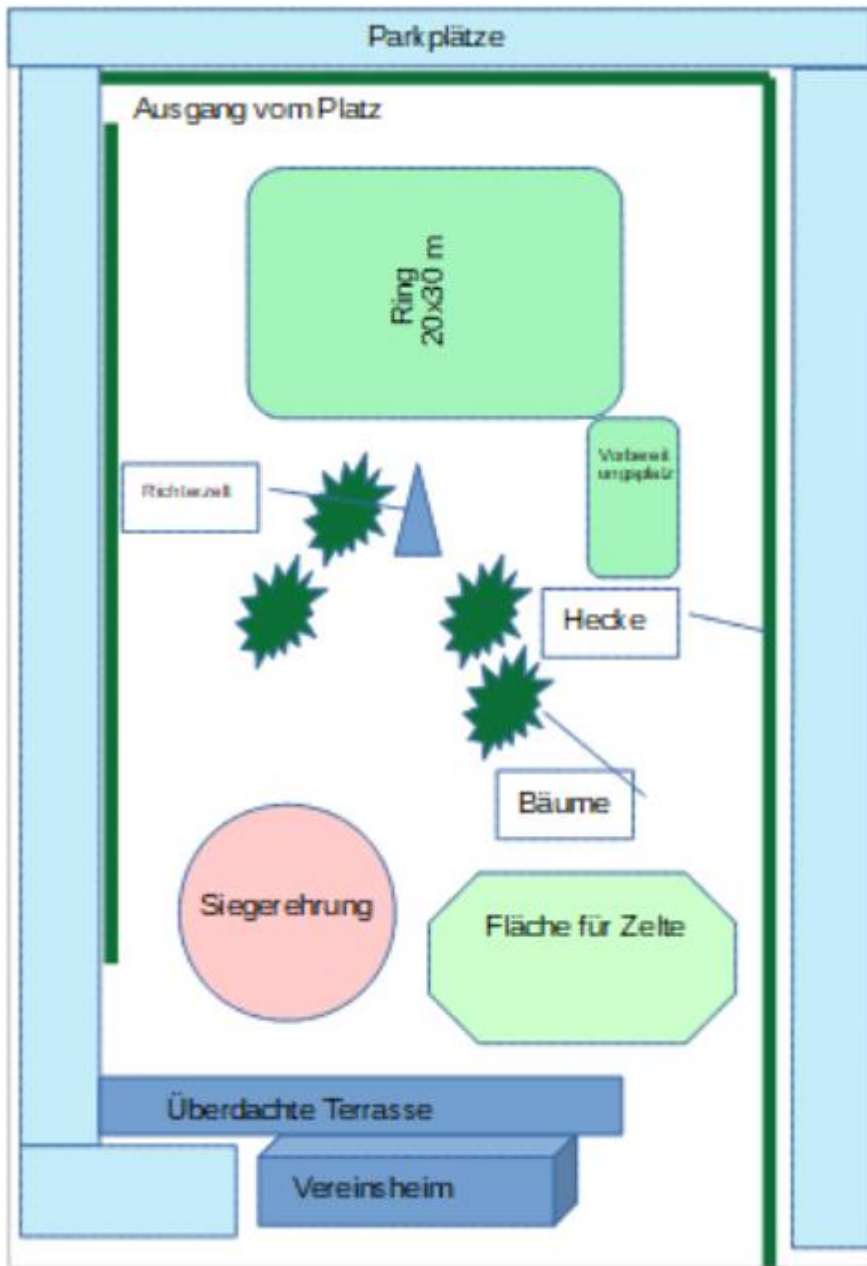 Parkplätze
Ausgang vom Platz
Ring
20x30 m
Vorbereit
ungsplatz
Richterzelt
Hecke
Bäume
Siegerehrung
Fläche für Zelte
Überdachte Terrasse
Vereinsheim